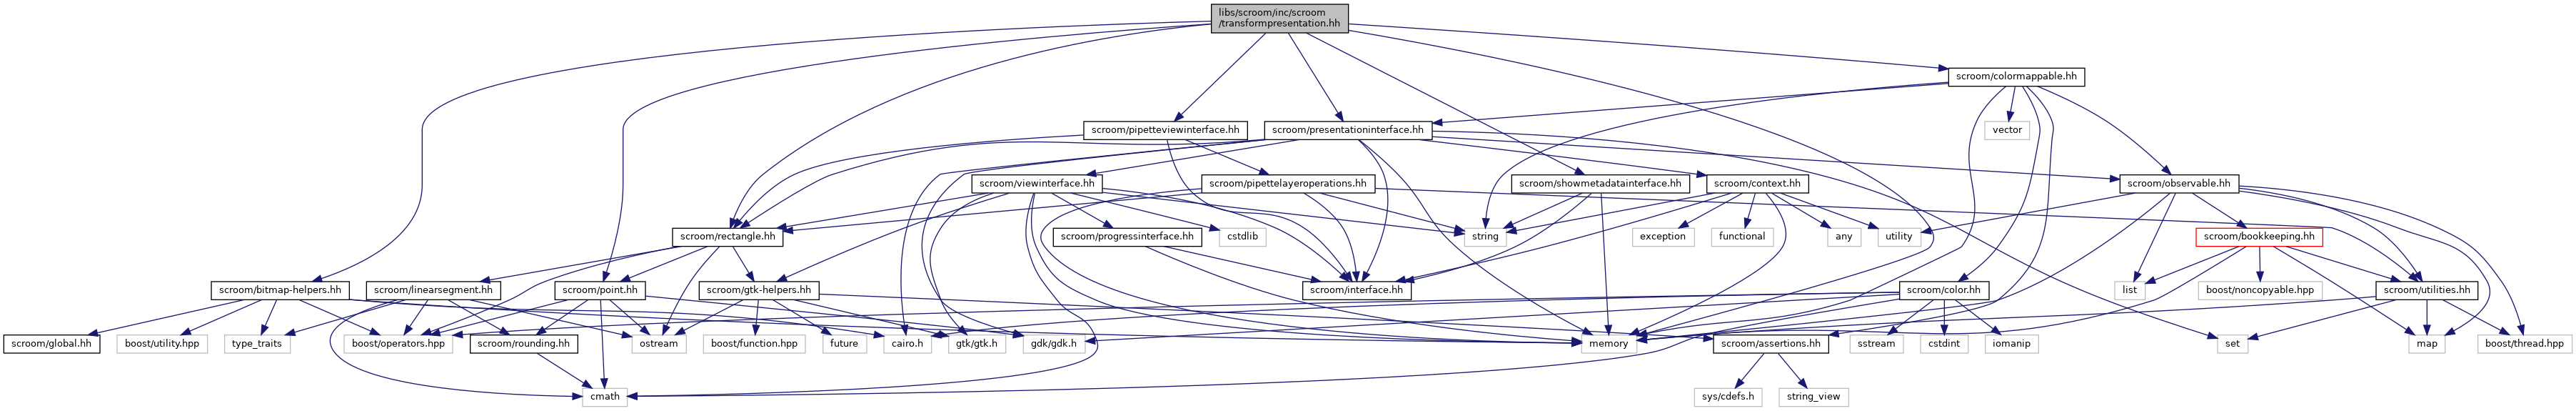 libs/scroom/inc/scroom
/transformpresentation.hh
scroom/colormappable.hh
scroom/pipetteviewinterface.hh
scroom/presentationinterface.hh
vector
scroom/viewinterface.hh
scroom/pipettelayeroperations.hh
scroom/showmetadatainterface.hh
scroom/context.hh
scroom/observable.hh
scroom/rectangle.hh
scroom/progressinterface.hh
cstdlib
string
exception
functional
any
utility
scroom/bookkeeping.hh
scroom/bitmap-helpers.hh
scroom/linearsegment.hh
scroom/point.hh
scroom/gtk-helpers.hh
scroom/interface.hh
scroom/color.hh
list
boost/noncopyable.hpp
scroom/utilities.hh
scroom/global.hh
boost/utility.hpp
type_traits
boost/operators.hpp
scroom/rounding.hh
ostream
boost/function.hpp
future
cairo.h
gtk/gtk.h
gdk/gdk.h
memory
scroom/assertions.hh
sstream
cstdint
iomanip
set
map
boost/thread.hpp
cmath
sys/cdefs.h
string_view